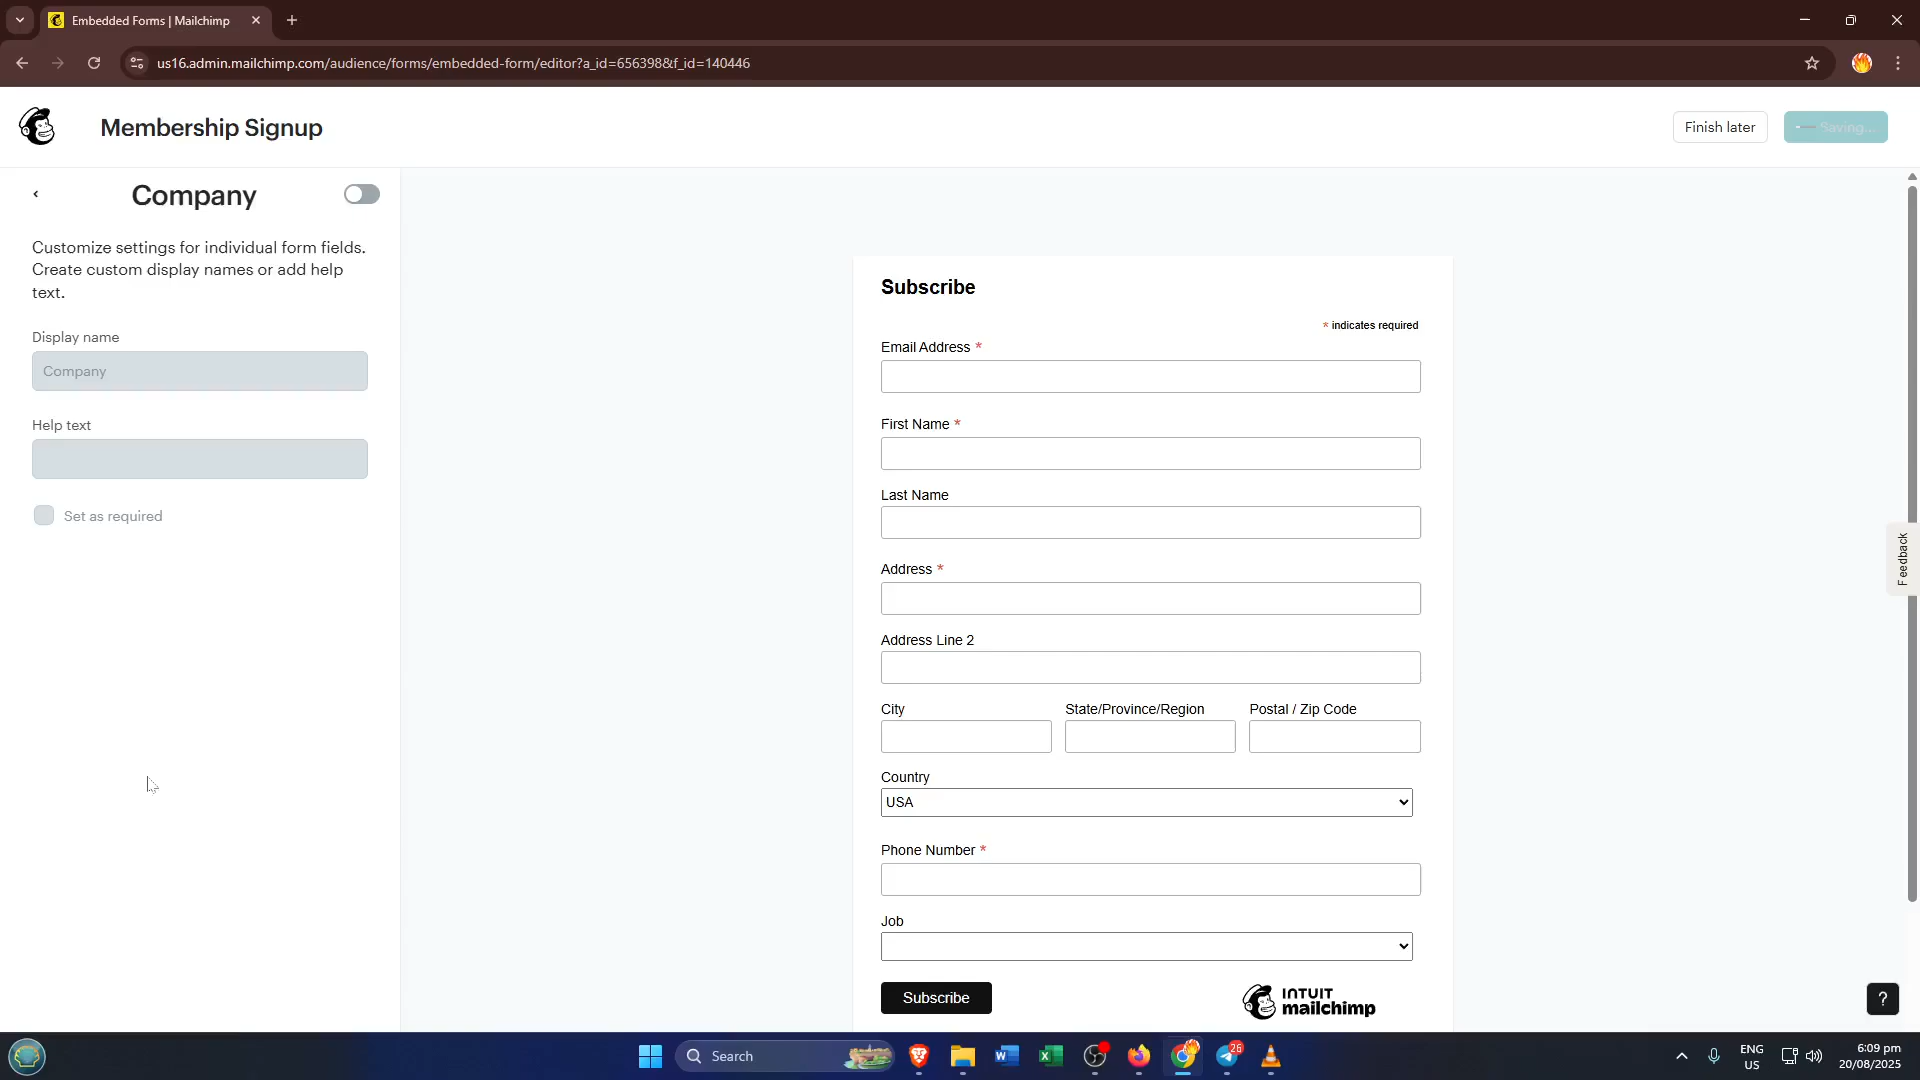 Embedded Forms | Mailchimp
us16.admin.mailchimp.com/audience/forms/embedded-form/editor?a_id=656398&f_id=140446
Membership Signup
Finish later
Saving...
Company
Customize settings for individual form fields.
Create custom display names or add help
text.
Display name
Company
Help text
Set as required
Subscribe
* indicates required
Email Address *
First Name *
Last Name
Address *
Address Line 2
City
State/Province/Region
Postal / Zip Code
Country
USA
Phone Number *
Job
Subscribe
INTUIT
mailchimp
Feedback
?
Search
26
ENG
US
6:09 pm
20/08/2025